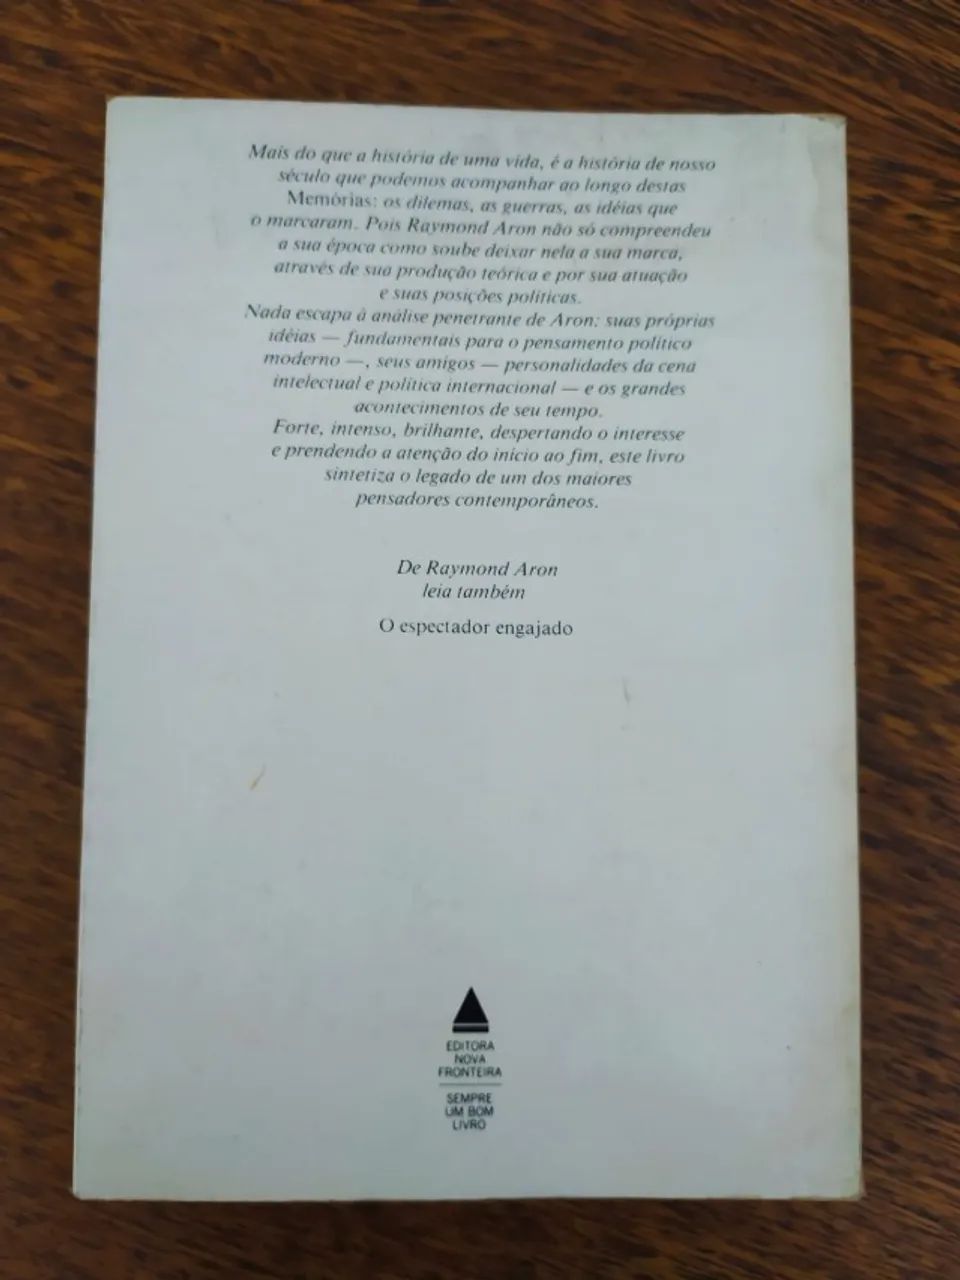 Mais do que a história de uma vida, é a história de nosso
século que podemos acompanhar ao longo destas
Memórias: os dilemas, as guerras, as idéias que
o marcaram. Pois Raymond Aron não só compreendeu
a sua época como soube deixar nela a sua marca,
através de sua produção teórica e por sua atuação
e suas posições políticas.
Nada escapa à análise penetrante de Aron: suas próprias
idéias — fundamentais para o pensamento político
moderno —, seus amigos — personalidades da cena
intelectual e política internacional — e os grandes
acontecimentos de seu tempo.
Forte, intenso, brilhante, despertando o interesse
e prendendo a atenção do início ao fim, este livro
sintetiza o legado de um dos maiores
pensadores contemporâneos.
De Raymond Aron
leia também
O espectador engajado
EDITORA
NOVA
FRONTEIRA
SEMPRE
UM BOM
LIVRO